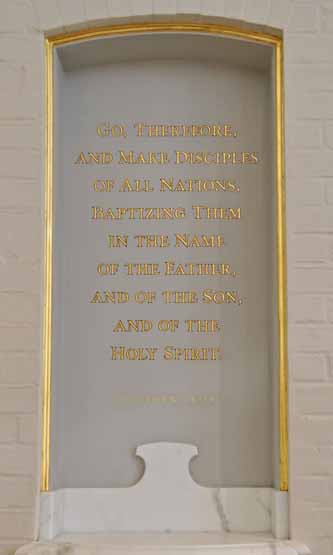 Go, Therefore,
and Make Disciples
of All Nations,
Baptizing Them
in the Name
of the Father,
and of the Son,
and of the
Holy Spirit.